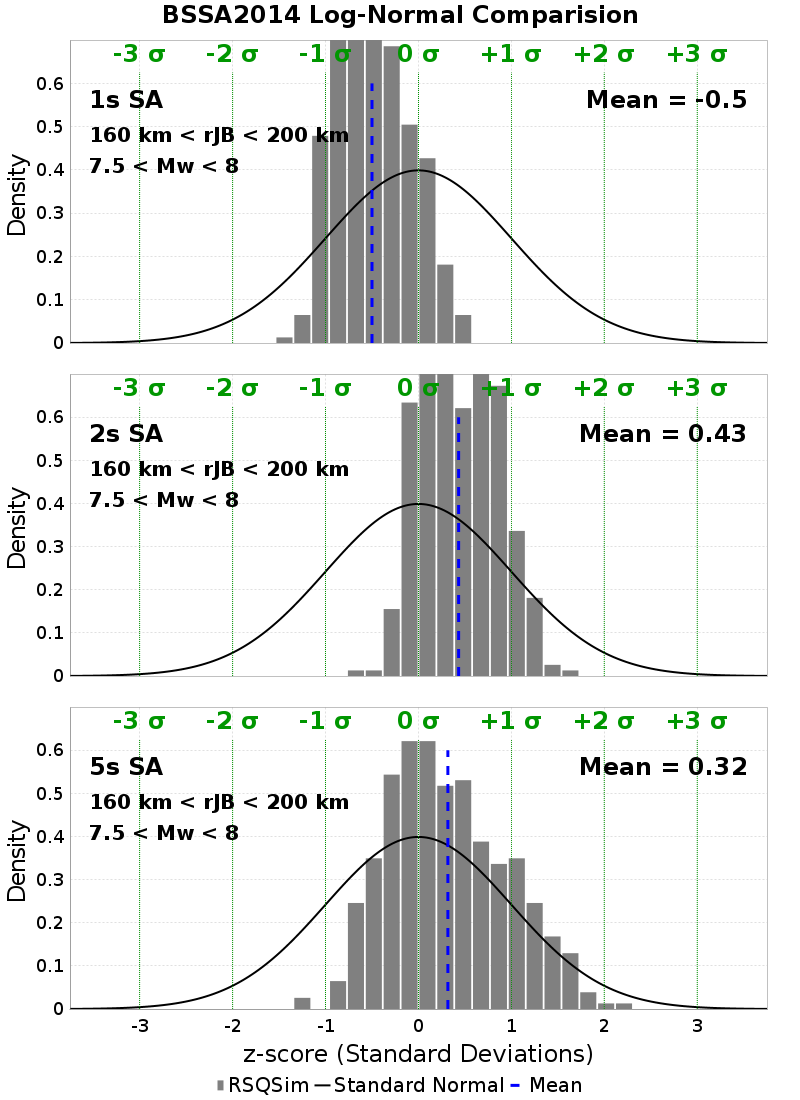 BSSA2014 Log-Normal Comparision
-3 σ -2 σ -1 σ 0 σ +1 σ +2 σ +3 σ
1s SA
Mean = -0.5
160 km < rJB < 200 km
7.5 < Mw < 8
Density
0.6
0.5
0.4
0.3
0.2
0.1
0
-3 σ -2 σ -1 σ 0 σ +1 σ +2 σ +3 σ
2s SA
Mean = 0.43
160 km < rJB < 200 km
7.5 < Mw < 8
Density
0.6
0.5
0.4
0.3
0.2
0.1
0
-3 σ -2 σ -1 σ 0 σ +1 σ +2 σ +3 σ
5s SA
Mean = 0.32
160 km < rJB < 200 km
7.5 < Mw < 8
Density
0.6
0.5
0.4
0.3
0.2
0.1
0
-3 -2 -1 0 1 2 3
z-score (Standard Deviations)
RSQSim Standard Normal Mean